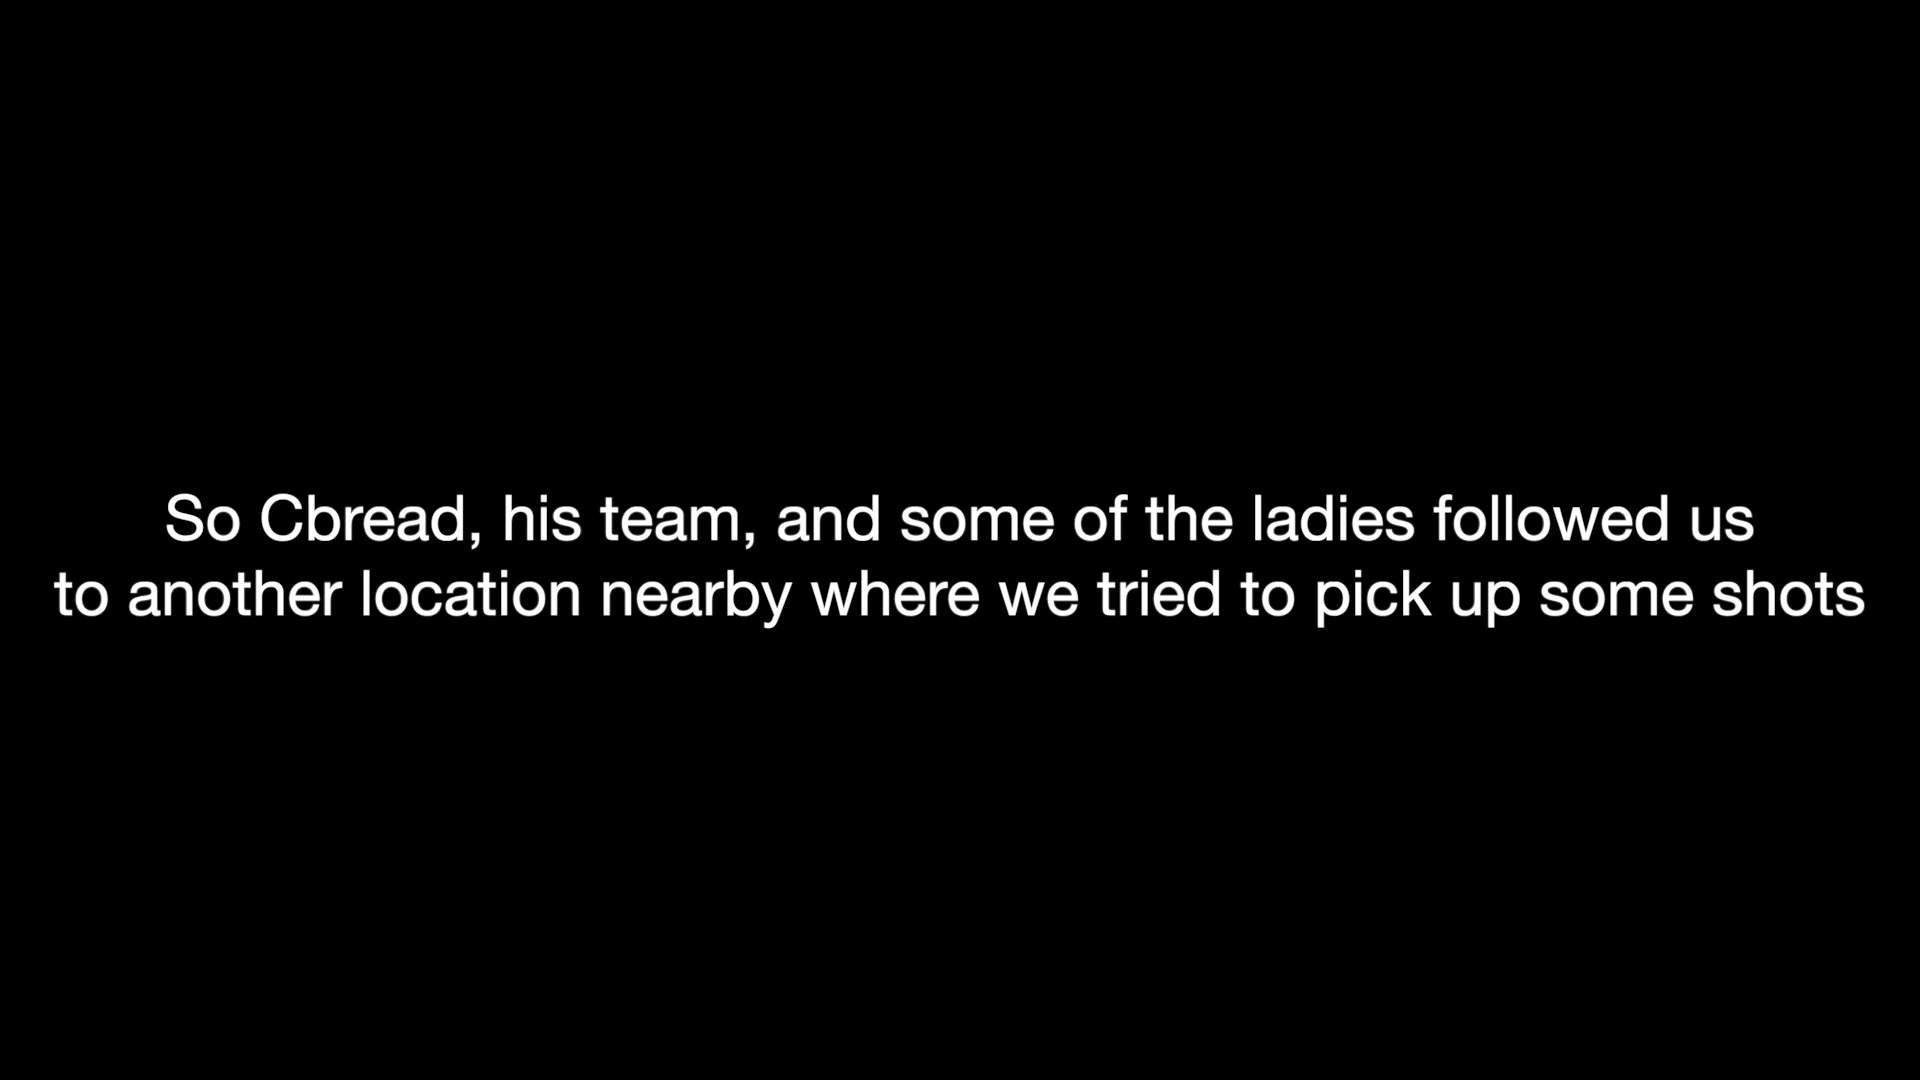 So Cbread, his team, and some of the ladies followed us
to another location nearby where we tried to pick up some shots